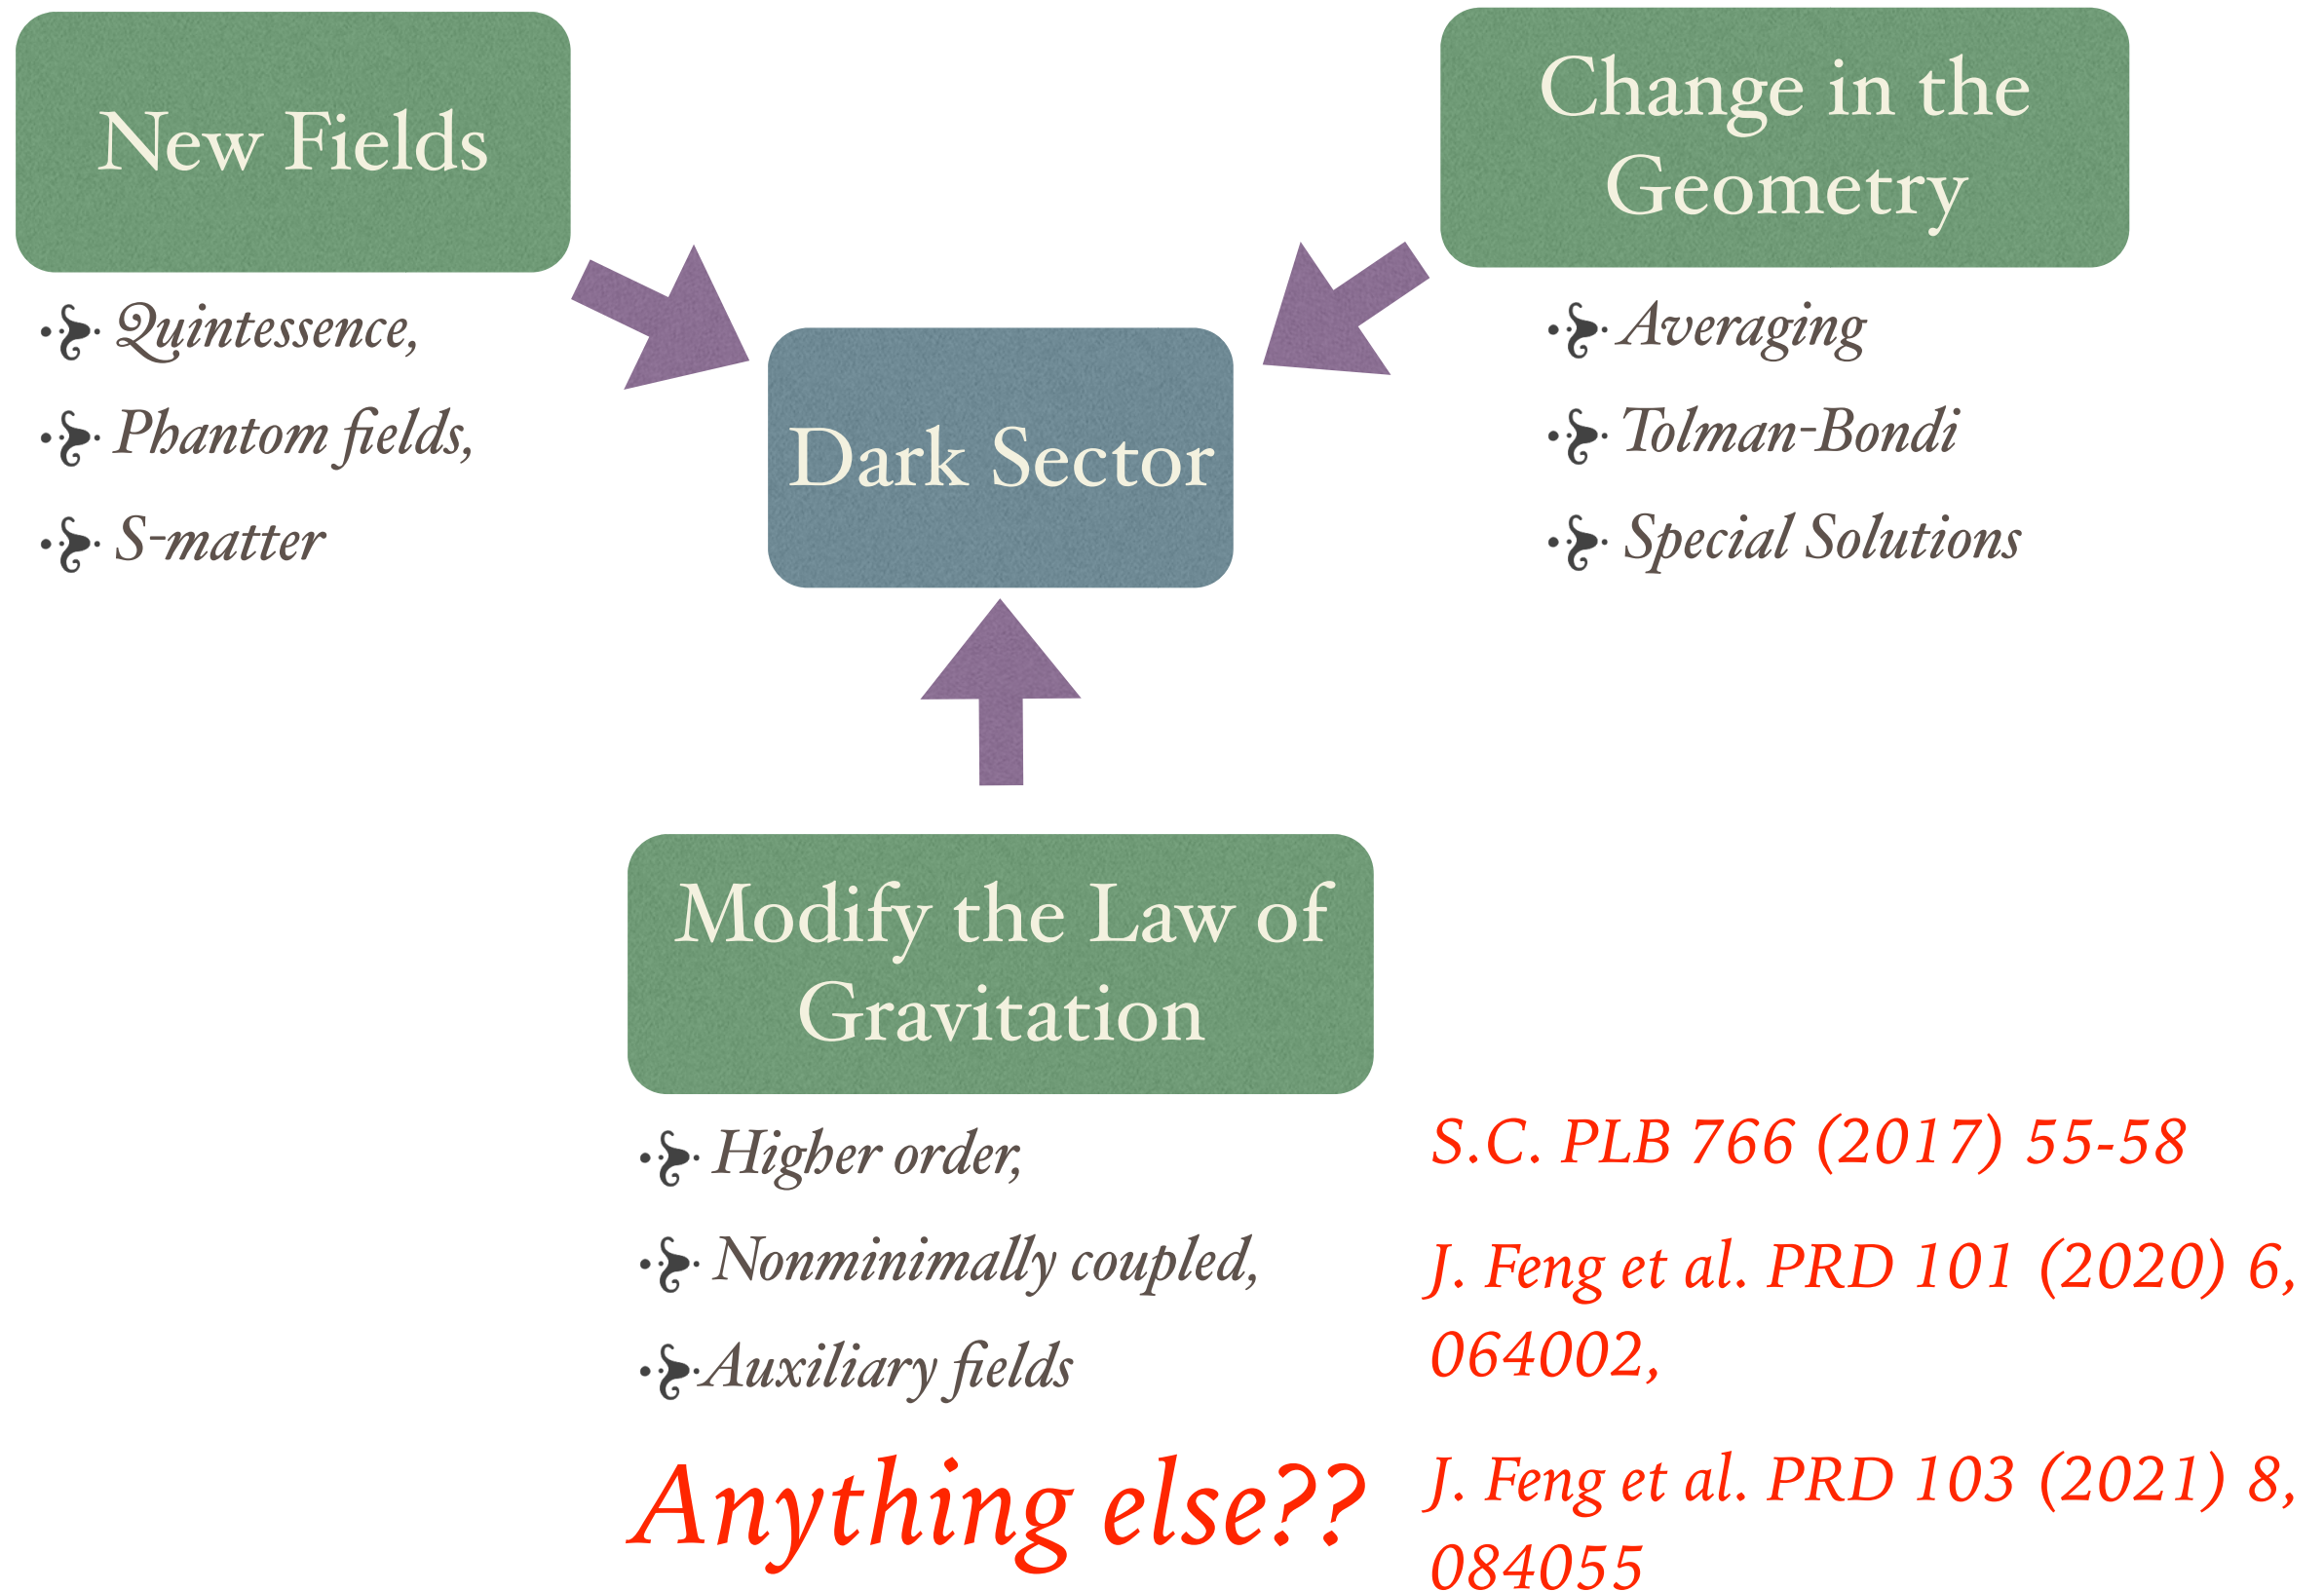 New Fields
Quintessence,
Phantom fields,
S-matter
Change in the
Geometry
Averaging
Tolman-Bondi
Special Solutions
Dark Sector
Modify the Law of
Gravitation
Higher order,
Nonminimally coupled,
Auxiliary fields
Anything else??
S.C. PLB 766 (2017) 55-58
J. Feng et al. PRD 101 (2020) 6,
064002,
J. Feng et al. PRD 103 (2021) 8,
084055